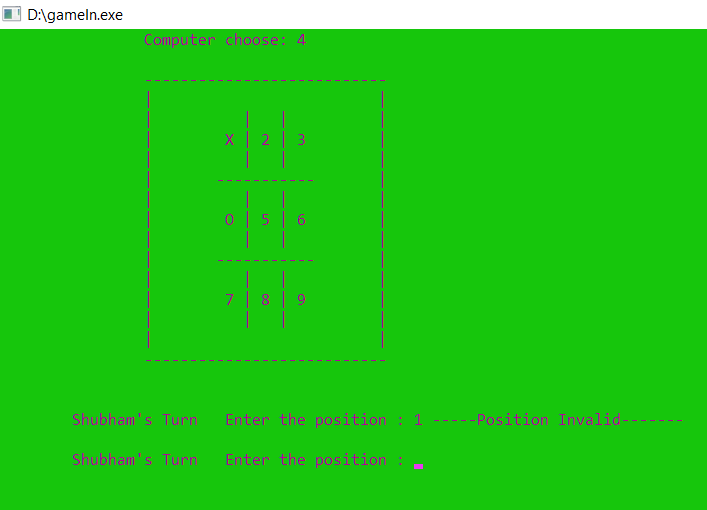 D:\gameIn.exe
Computer choose: 4
---------------------------
|                         |
|          |   |          |
|        X | 2 | 3        |
|          |   |          |
|       -----------       |
|          |   |          |
|        O | 5 | 6        |
|          |   |          |
|       -----------       |
|          |   |          |
|        7 | 8 | 9        |
|          |   |          |
|                         |
---------------------------
Shubham's Turn   Enter the position : 1 -----Position Invalid-------
Shubham's Turn   Enter the position :